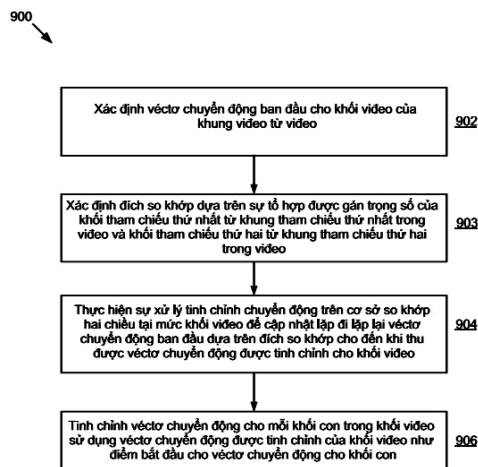 900
Xác định véctơ chuyển động ban đầu cho khối video của
khung video từ video
902
Xác định đích so khớp dựa trên sự tổ hợp được gán trọng số của
khối tham chiếu thứ nhất từ khung tham chiếu thứ nhất trong
video và khối tham chiếu thứ hai từ khung tham chiếu thứ hai
trong video
903
Thực hiện sự xử lý tinh chỉnh chuyển động trên cơ sở so khớp
hai chiều tại mức khối video để cập nhật lặp đi lặp lại véctơ
chuyển động ban đầu dựa trên đích so khớp cho đến khi thu
được véctơ chuyển động được tinh chỉnh cho khối video
904
Tinh chỉnh véctơ chuyển động cho mỗi khối con trong khối video
sử dụng véctơ chuyển động được tinh chỉnh của khối video như
điểm bắt đầu cho véctơ chuyển động cho khối con
906